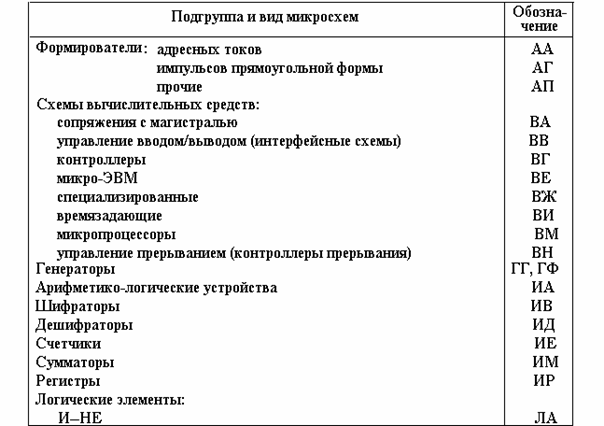 Подгруппа и вид микросхем Обозна-
чение
Формирователи: адресных токов АА
импульсов прямоугольной формы АГ
прочие АП
Схемы вычислительных средств:
сопряжения с магистралью ВА
управление вводом/выводом (интерфейсные схемы) ВВ
контроллеры ВГ
микро-ЭВМ ВЕ
специализированные ВЖ
времязадающие ВИ
микропроцессоры ВМ
управление прерыванием (контроллеры прерывания) ВН
Генераторы ГГ, ГФ
Арифметико-логические устройства ИА
Шифраторы ИВ
Дешифраторы ИД
Счетчики ИЕ
Сумматоры ИМ
Регистры ИР
Логические элементы:
И–НЕ ЛА